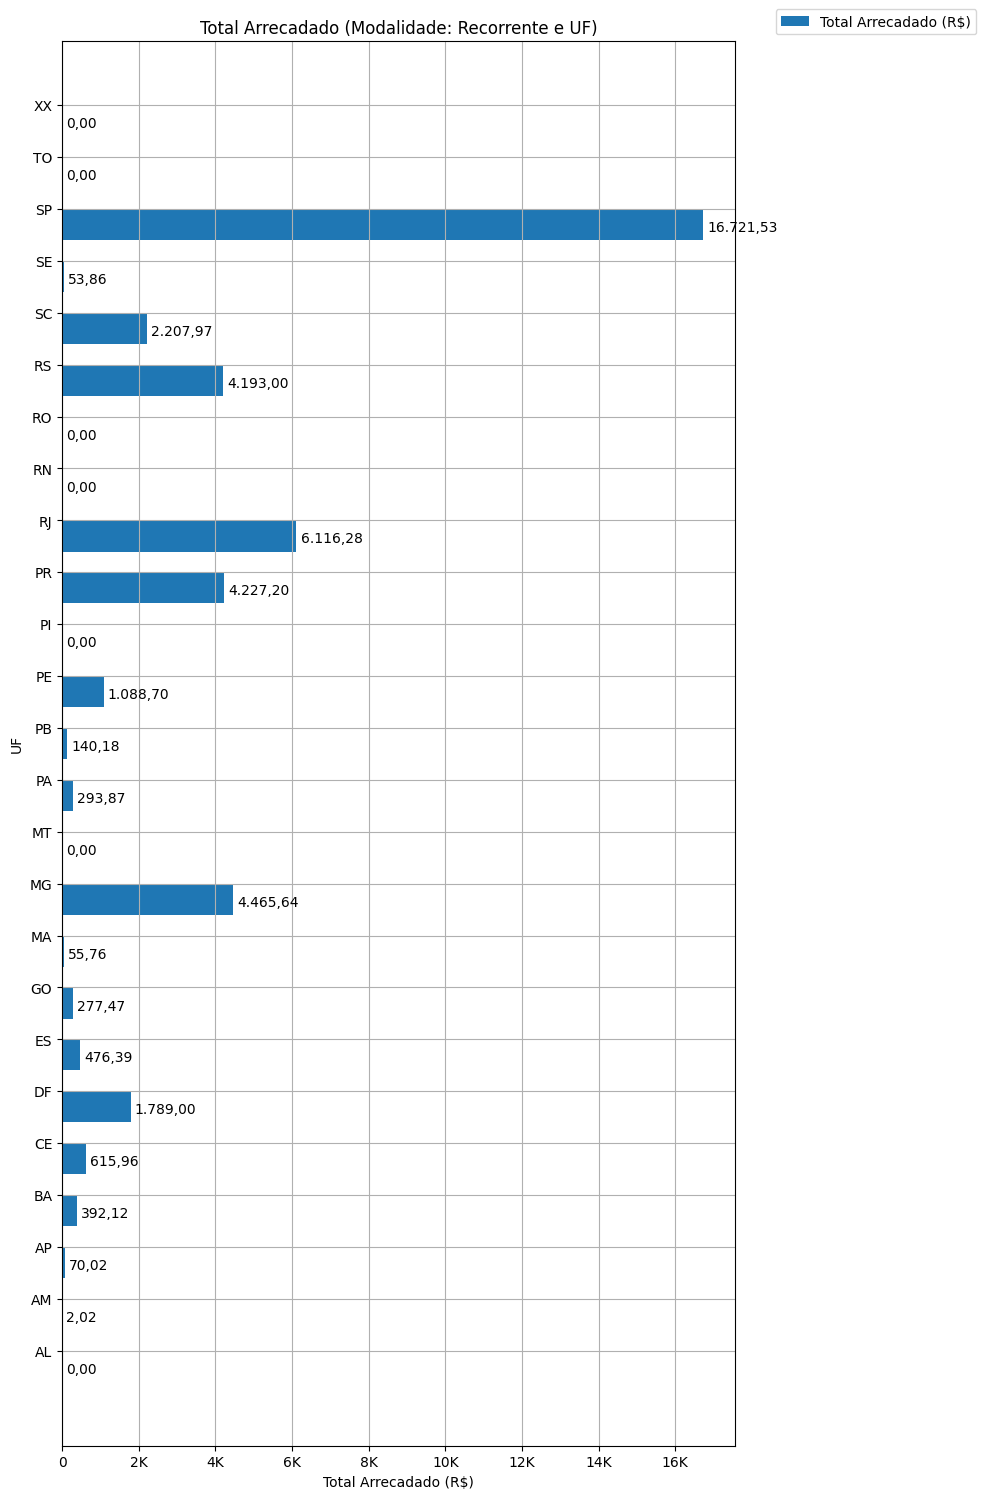 Total Arrecadado (Modalidade: Recorrente e UF)
Total Arrecadado (R$)
XX
0,00
TO
0,00
SP
16.721,53
SE
53,86
SC
2.207,97
RS
4.193,00
RO
0,00
RN
0,00
RJ
6.116,28
PR
4.227,20
PI
0,00
PE
1.088,70
PB
140,18
PA
293,87
MT
0,00
MG
4.465,64
MA
55,76
GO
277,47
ES
476,39
DF
1.789,00
CE
615,96
BA
392,12
AP
70,02
AM
2,02
AL
0,00
UF
0 2K 4K 6K 8K 10K 12K 14K 16K
Total Arrecadado (R$)